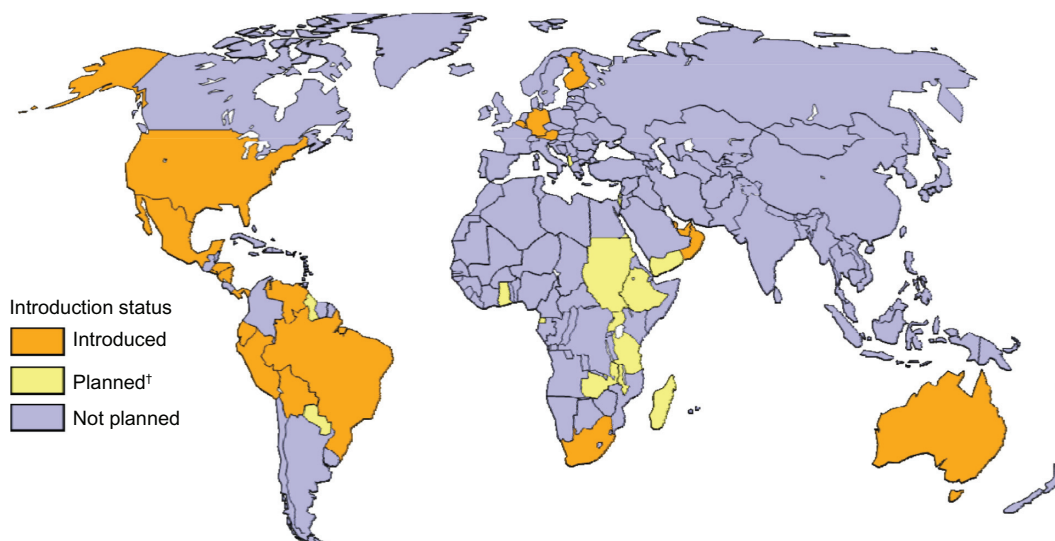 Introduction status
Introduced
Planned†
Not planned